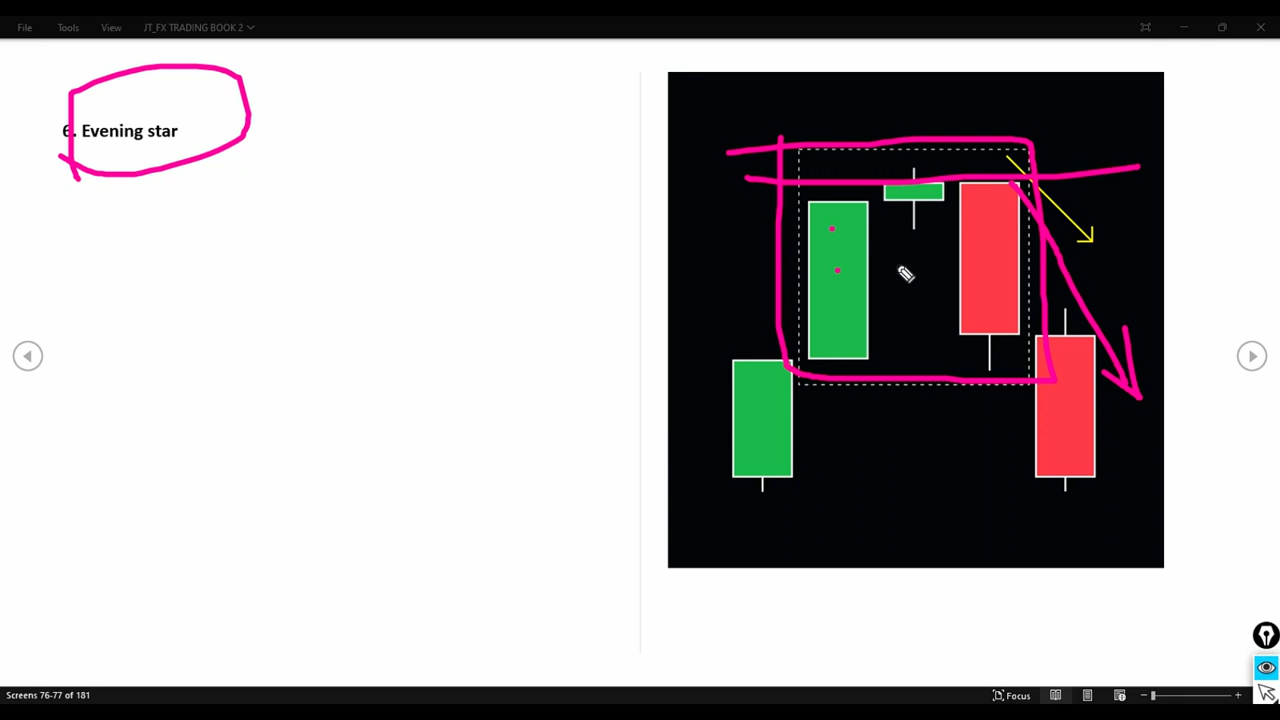 File Tools View JT_FX TRADING BOOK 2
6. Evening star
Screens 76-77 of 181
Focus